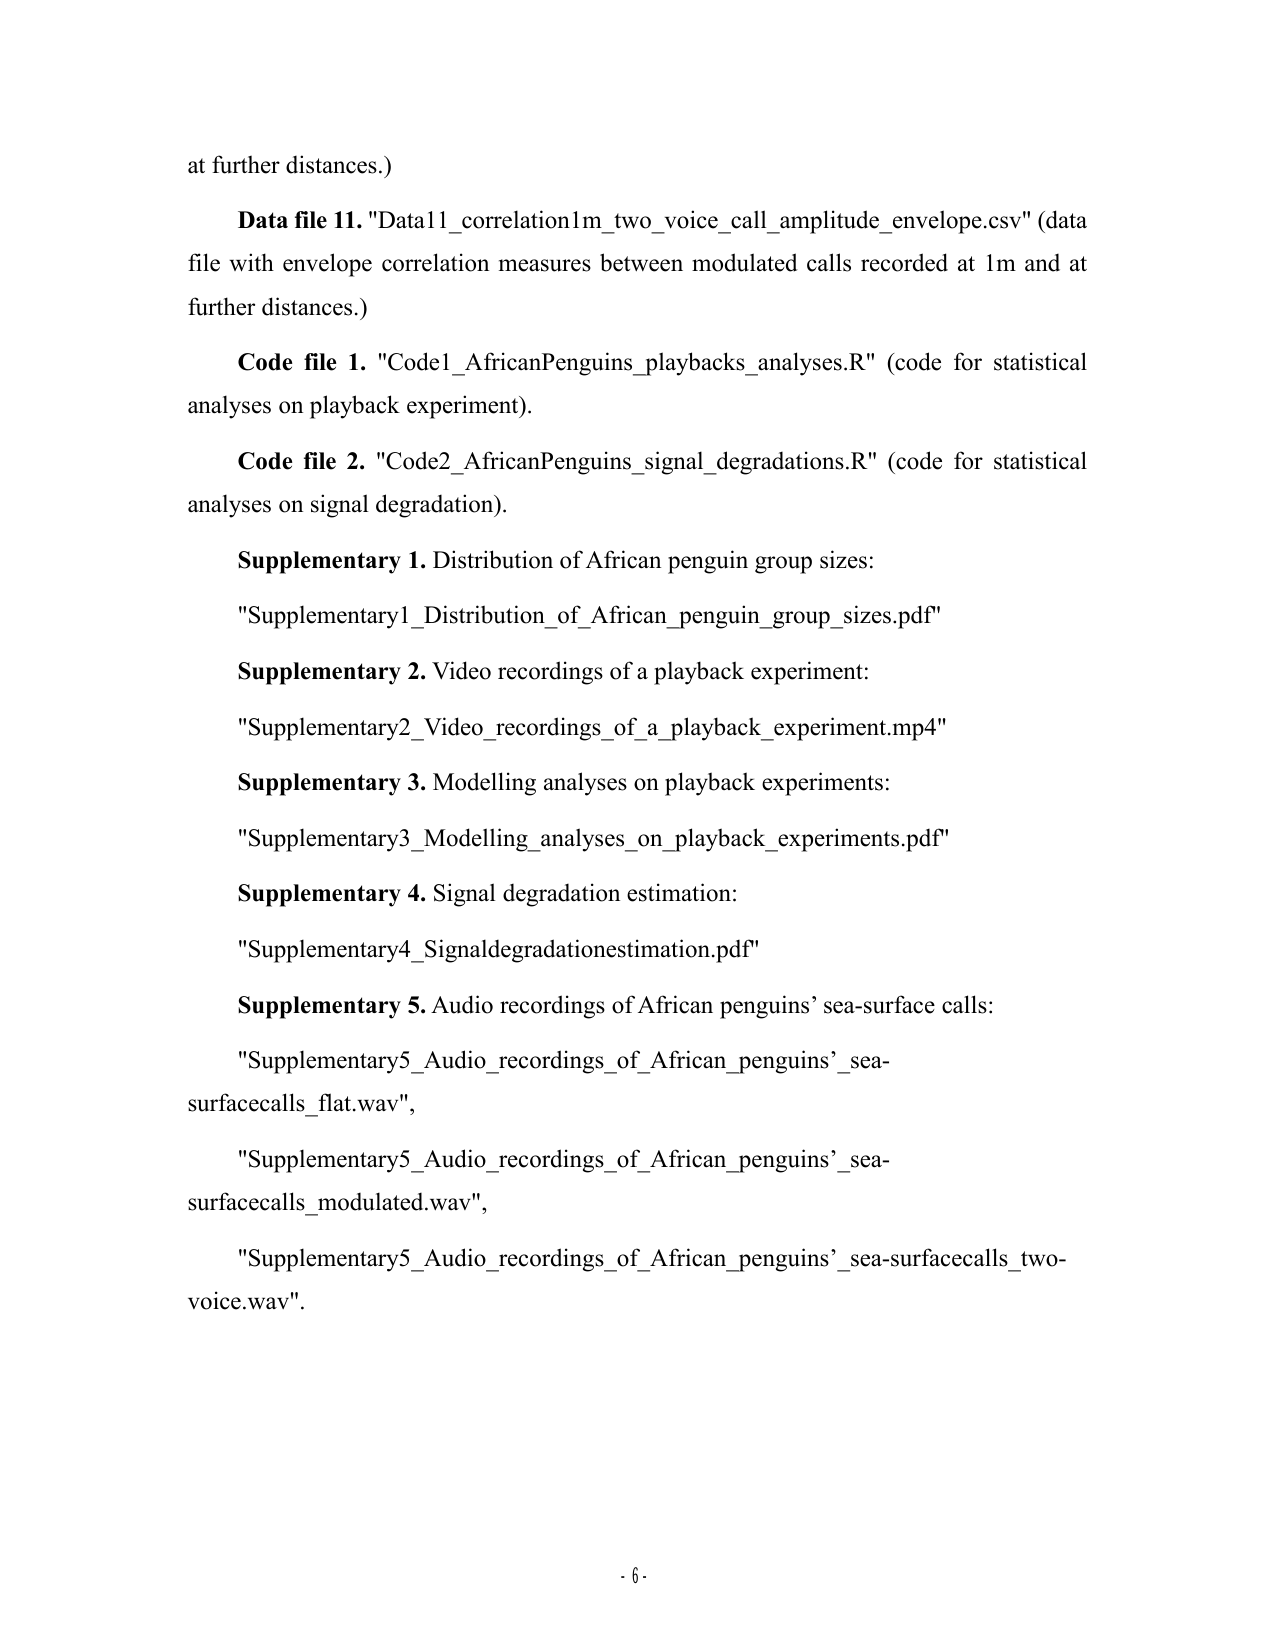 at further distances.)
Data file 11. "Data11_correlation1m_two_voice_call_amplitude_envelope.csv" (data
file with envelope correlation measures between modulated calls recorded at 1m and at
further distances.)
Code file 1. "Code1_AfricanPenguins_playbacks_analyses.R" (code for statistical
analyses on playback experiment).
Code file 2. "Code2_AfricanPenguins_signal_degradations.R" (code for statistical
analyses on signal degradation).
Supplementary 1. Distribution of African penguin group sizes:
"Supplementary1_Distribution_of_African_penguin_group_sizes.pdf"
Supplementary 2. Video recordings of a playback experiment:
"Supplementary2_Video_recordings_of_a_playback_experiment.mp4"
Supplementary 3. Modelling analyses on playback experiments:
"Supplementary3_Modelling_analyses_on_playback_experiments.pdf"
Supplementary 4. Signal degradation estimation:
"Supplementary4_Signaldegradationestimation.pdf"
Supplementary 5. Audio recordings of African penguins’ sea-surface calls:
"Supplementary5_Audio_recordings_of_African_penguins’_sea-
surfacecalls_flat.wav",
"Supplementary5_Audio_recordings_of_African_penguins’_sea-
surfacecalls_modulated.wav",
"Supplementary5_Audio_recordings_of_African_penguins’_sea-surfacecalls_two-
voice.wav".
- 6 -